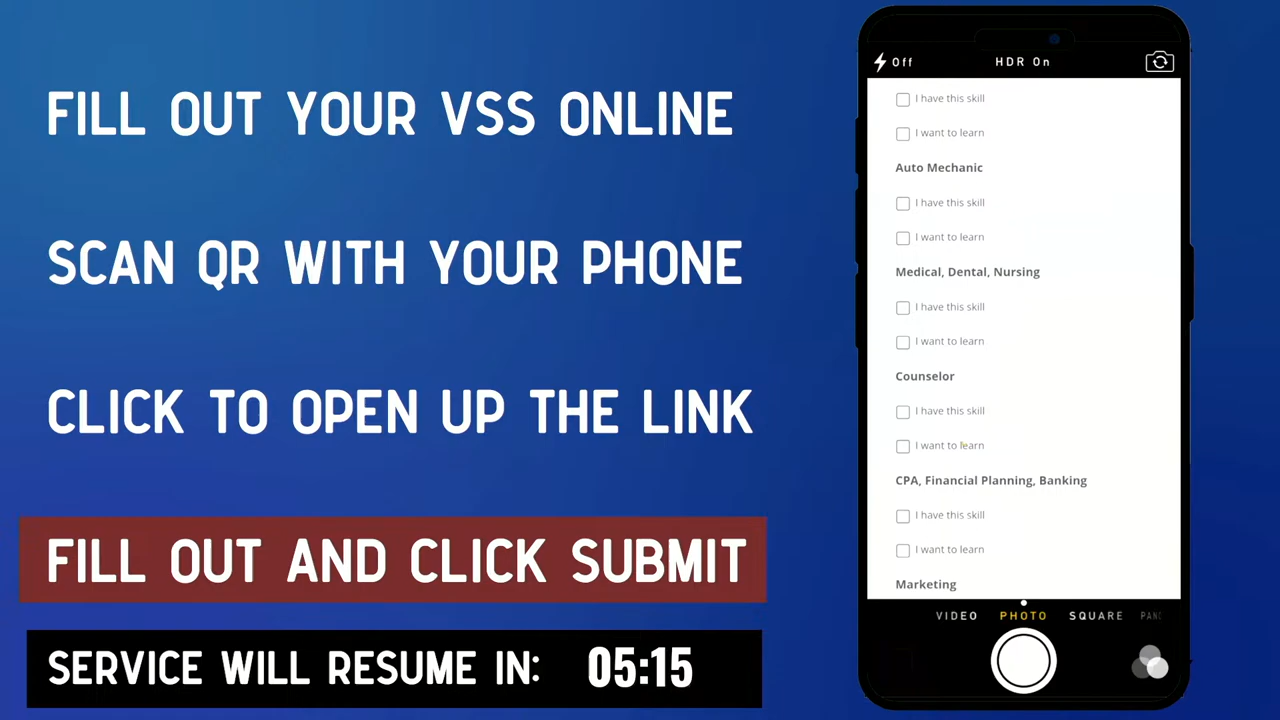 FILL OUT YOUR VSS ONLINE
SCAN QR WITH YOUR PHONE
CLICK TO OPEN UP THE LINK
FILL OUT AND CLICK SUBMIT
SERVICE WILL RESUME IN: 05:15
Off HDR On
I have this skill
I want to learn
Auto Mechanic
I have this skill
I want to learn
Medical, Dental, Nursing
I have this skill
I want to learn
Counselor
I have this skill
I want to learn
CPA, Financial Planning, Banking
I have this skill
I want to learn
Marketing
VIDEO PHOTO SQUARE PANO